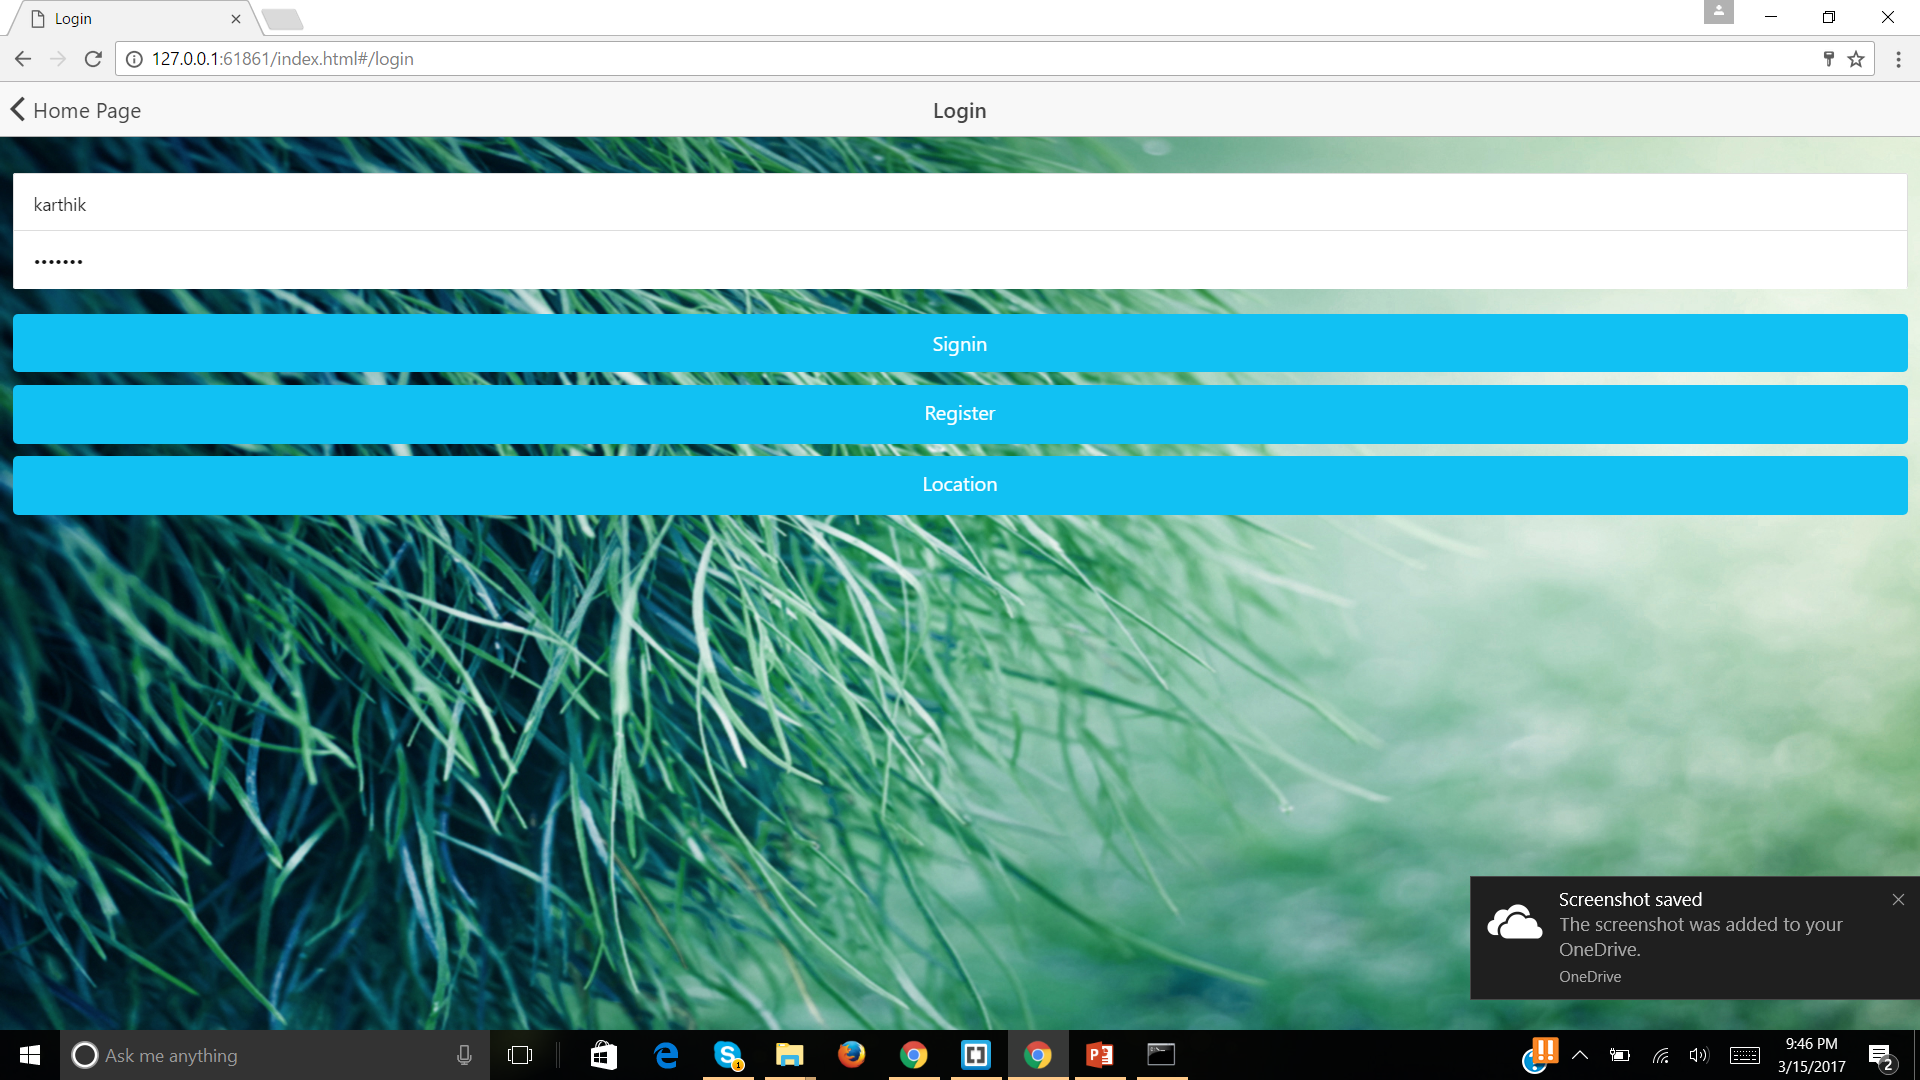 Login
127.0.0.1:61861/index.html#/login
Home Page
Login
karthik
•••••••
Signin
Register
Location
Screenshot saved
The screenshot was added to your
OneDrive.
OneDrive
Ask me anything
1
9:46 PM
3/15/2017
2